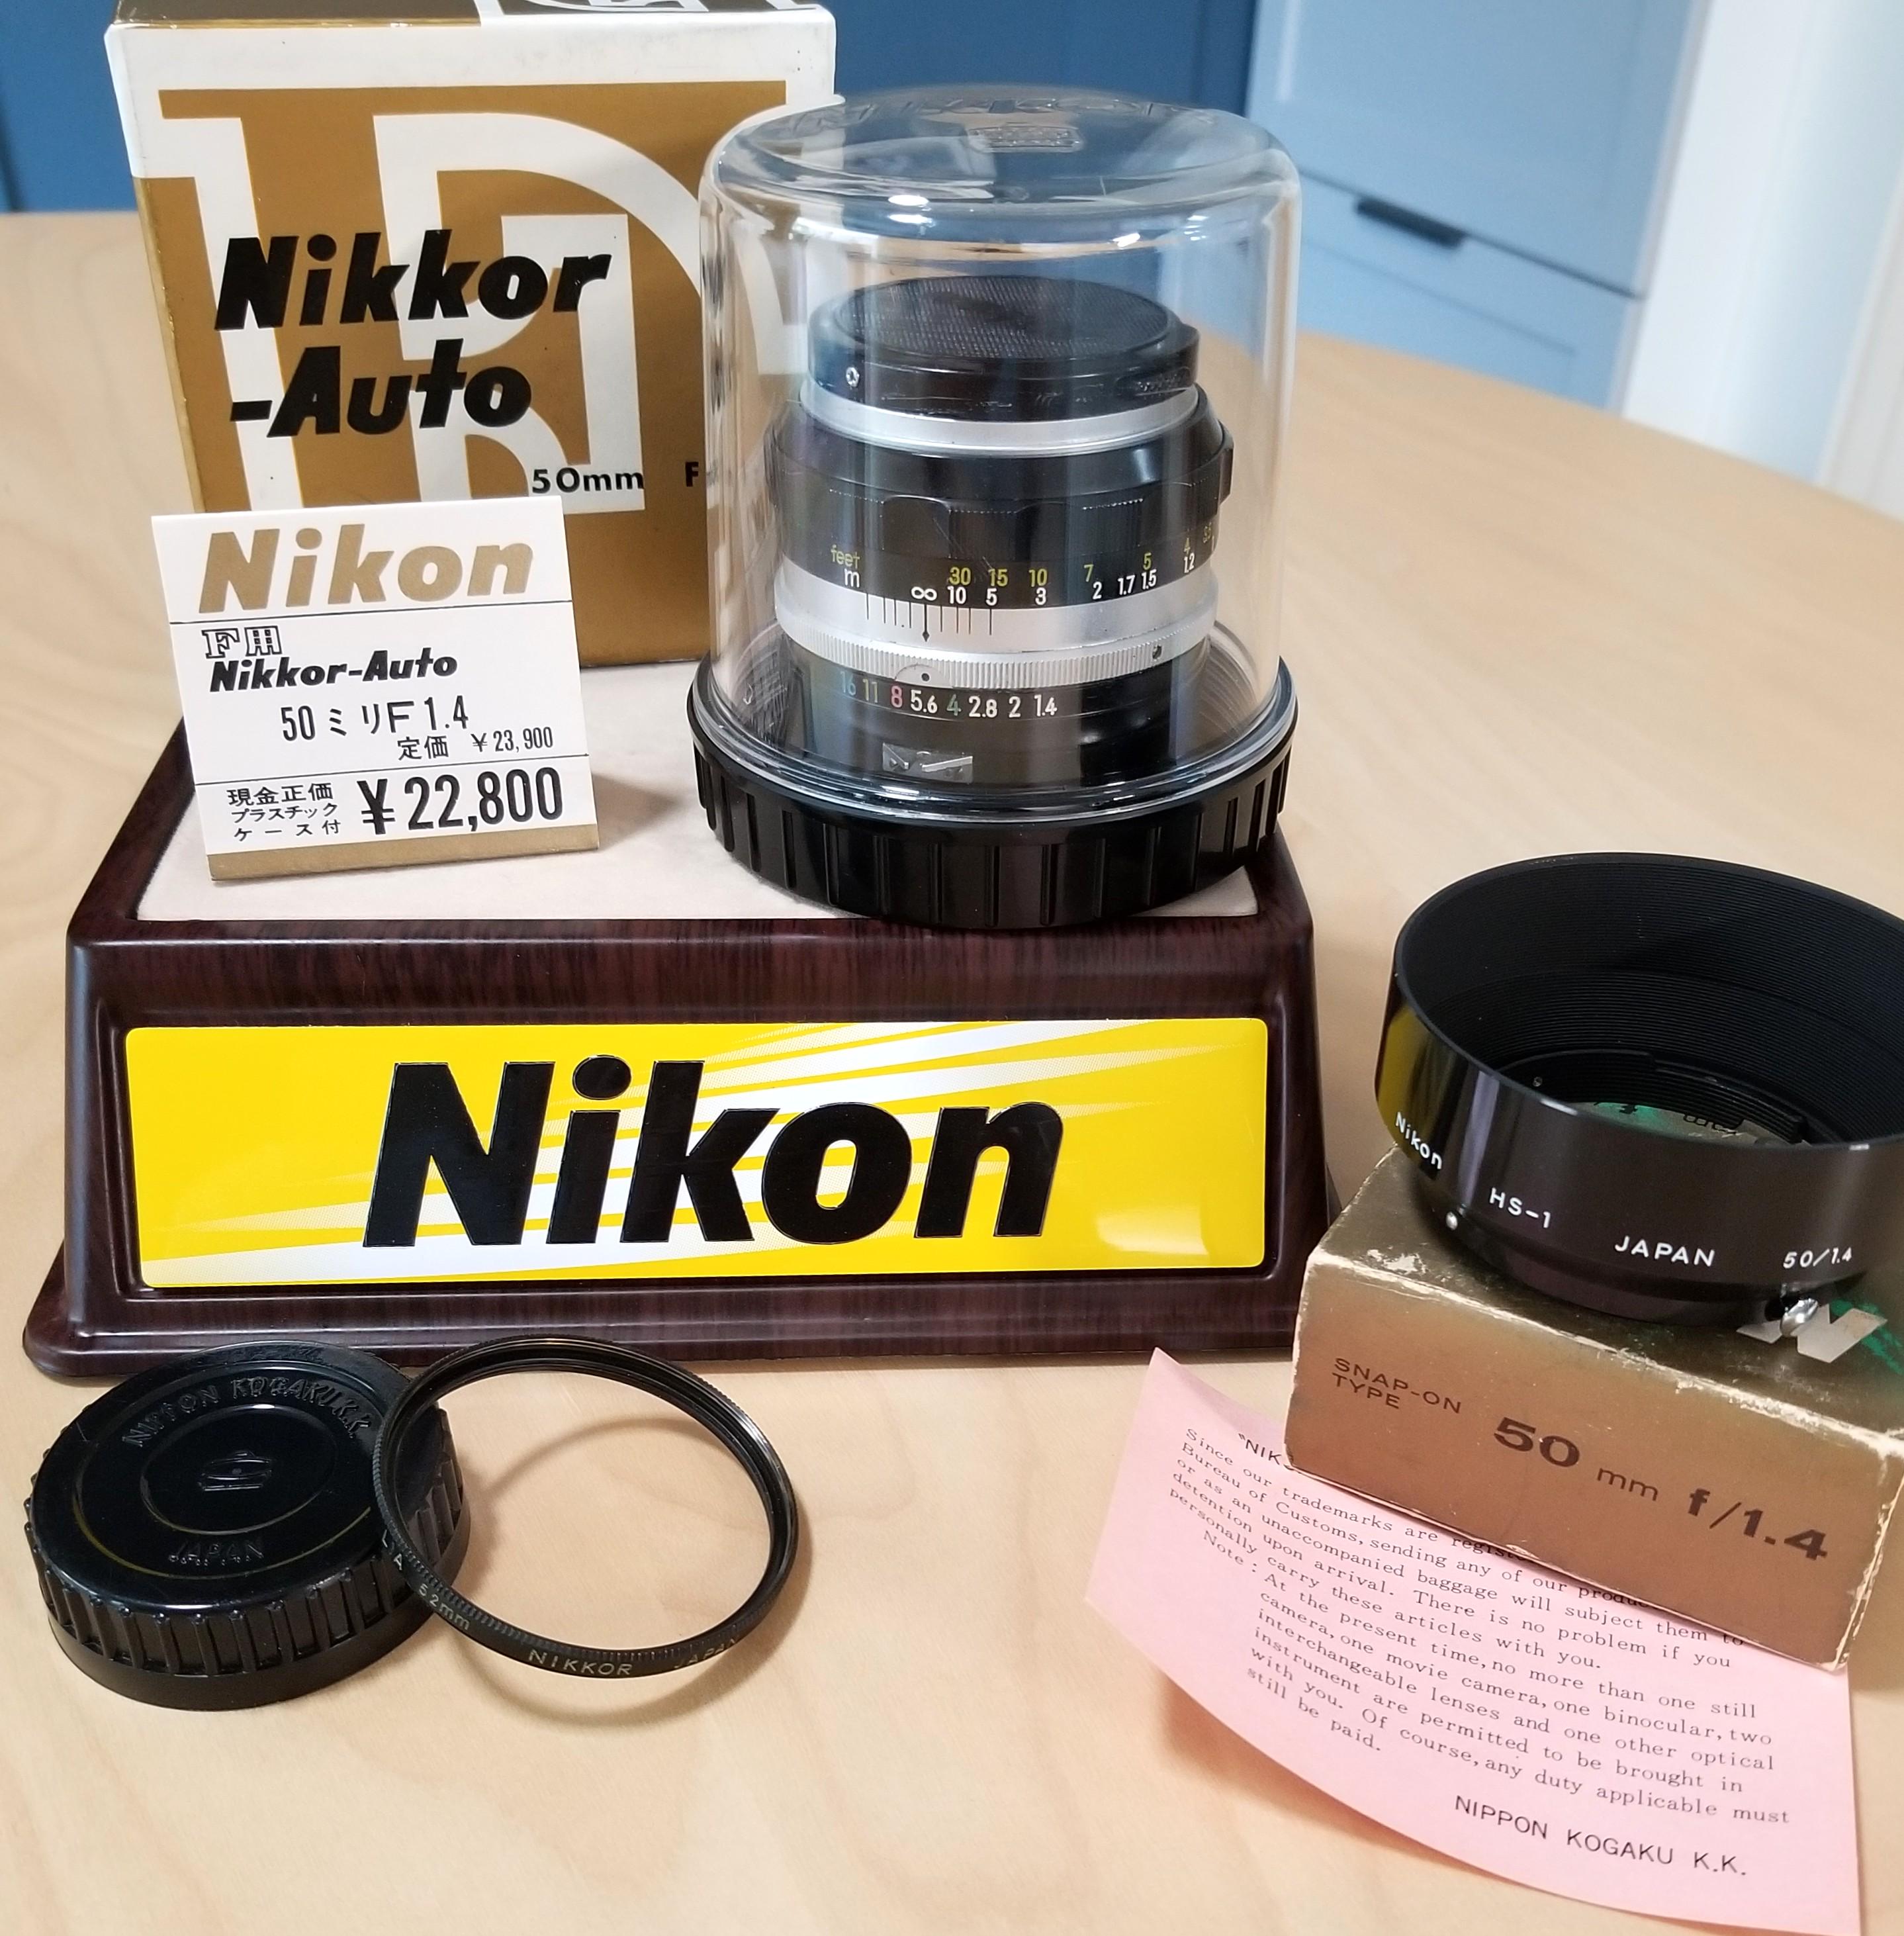 Nikkor
-Auto
50mm F
Nikon
F用
Nikkor-Auto
50ミリF1.4
定価 ¥23,900
現金正価
プラスチック
ケース付
¥22,800
feet 30 15 10 7 5 4
m ∞ 10 5 3 2 1.7 1.5 1.2
16 11 8 5.6 4 2.8 2 1.4
Nikon
Nikon HS-1 JAPAN 50/1.4
SNAP-ON
TYPE
50 mm f/1.4
NIPPON KOGAKU K.K.
JAPAN
52mm NIKKOR JAPAN
Since our trademarks are
Bureau of Customs, sending any of our
or as an unaccompanied baggage will subject them to
detention upon arrival. There is no problem if you
personally carry these articles with you.
Note: At the present time, no more than one still
camera, one movie camera, one binocular, two
interchangeable lenses and one other optical
instrument are permitted to be brought in
with you. Of course, any duty applicable must
still be paid.
NIPPON KOGAKU K.K.